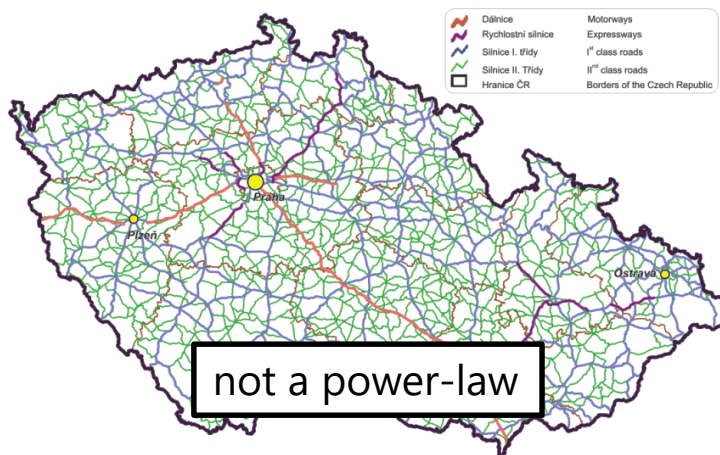 Dálnice Motorways
Rychlostní silnice Expressways
Silnice I. třídy Iˢᵗ class roads
Silnice II. Třídy IIⁿᵈ class roads
Hranice ČR Borders of the Czech Republic
Praha
Plzeň
Ostrava
not a power-law